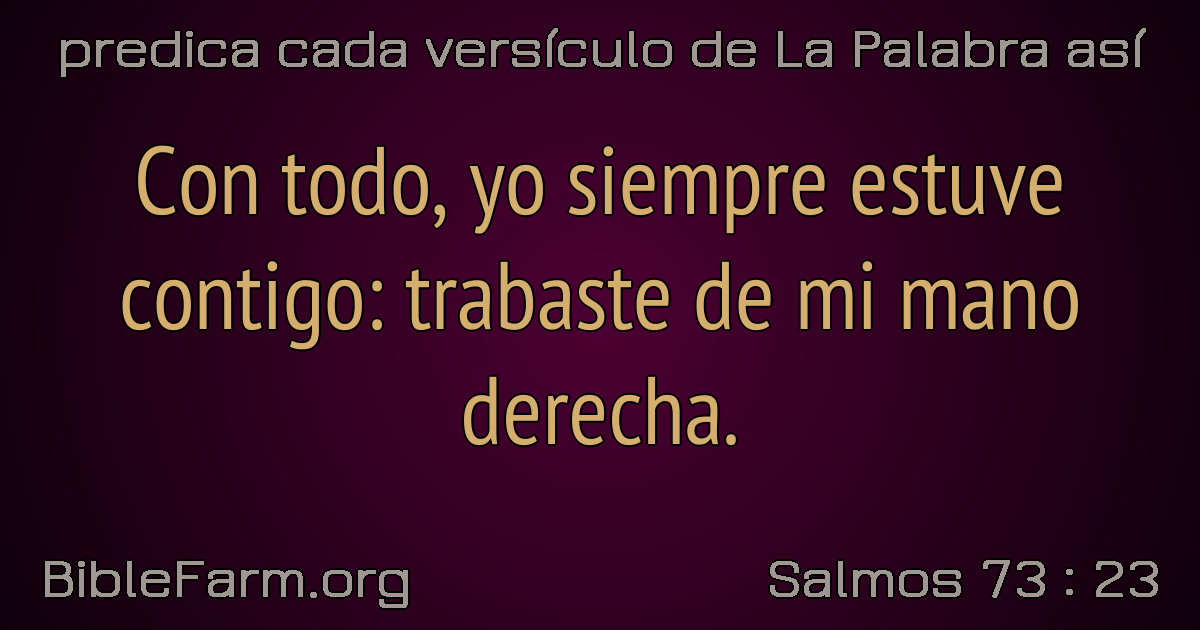 predica cada versículo de La Palabra así
Con todo, yo siempre estuve
contigo: trabaste de mi mano
derecha.
BibleFarm.org
Salmos 73 : 23